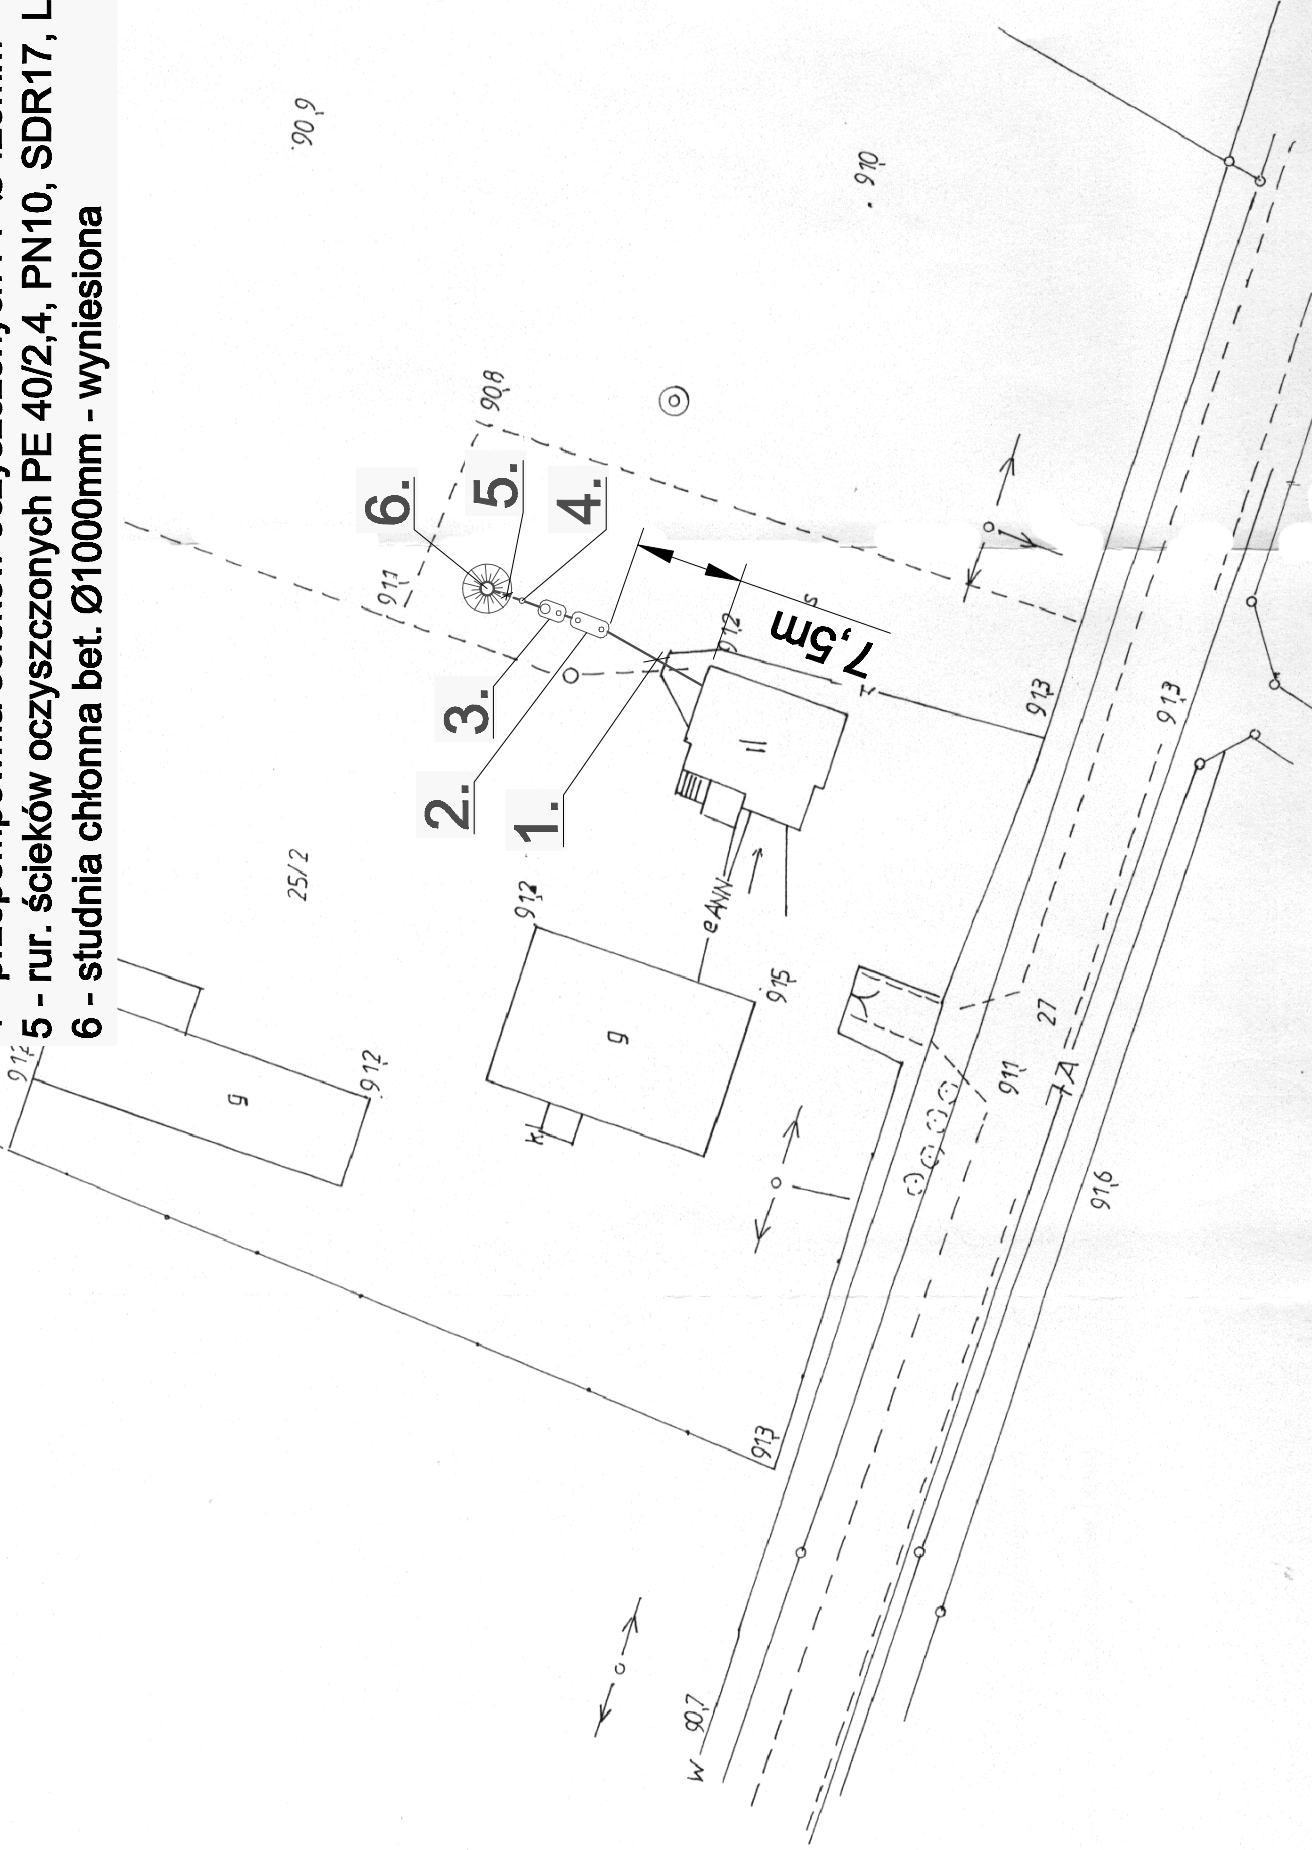 5 - rur. ścieków oczyszczonych PE 40/2,4, PN10, SDR17, L
6 - studnia chłonna bet. Ø1000mm - wyniesiona
90,9
91,0
90,8
6.
5.
4.
91,1
3.
2.
1.
91,2
s
7,5m
II
91,3
91,3
25/2
91,2
eANN
91,5
g
k
91,2
g
91,2
27
91,1
7A
91,6
91,3
w
90,7